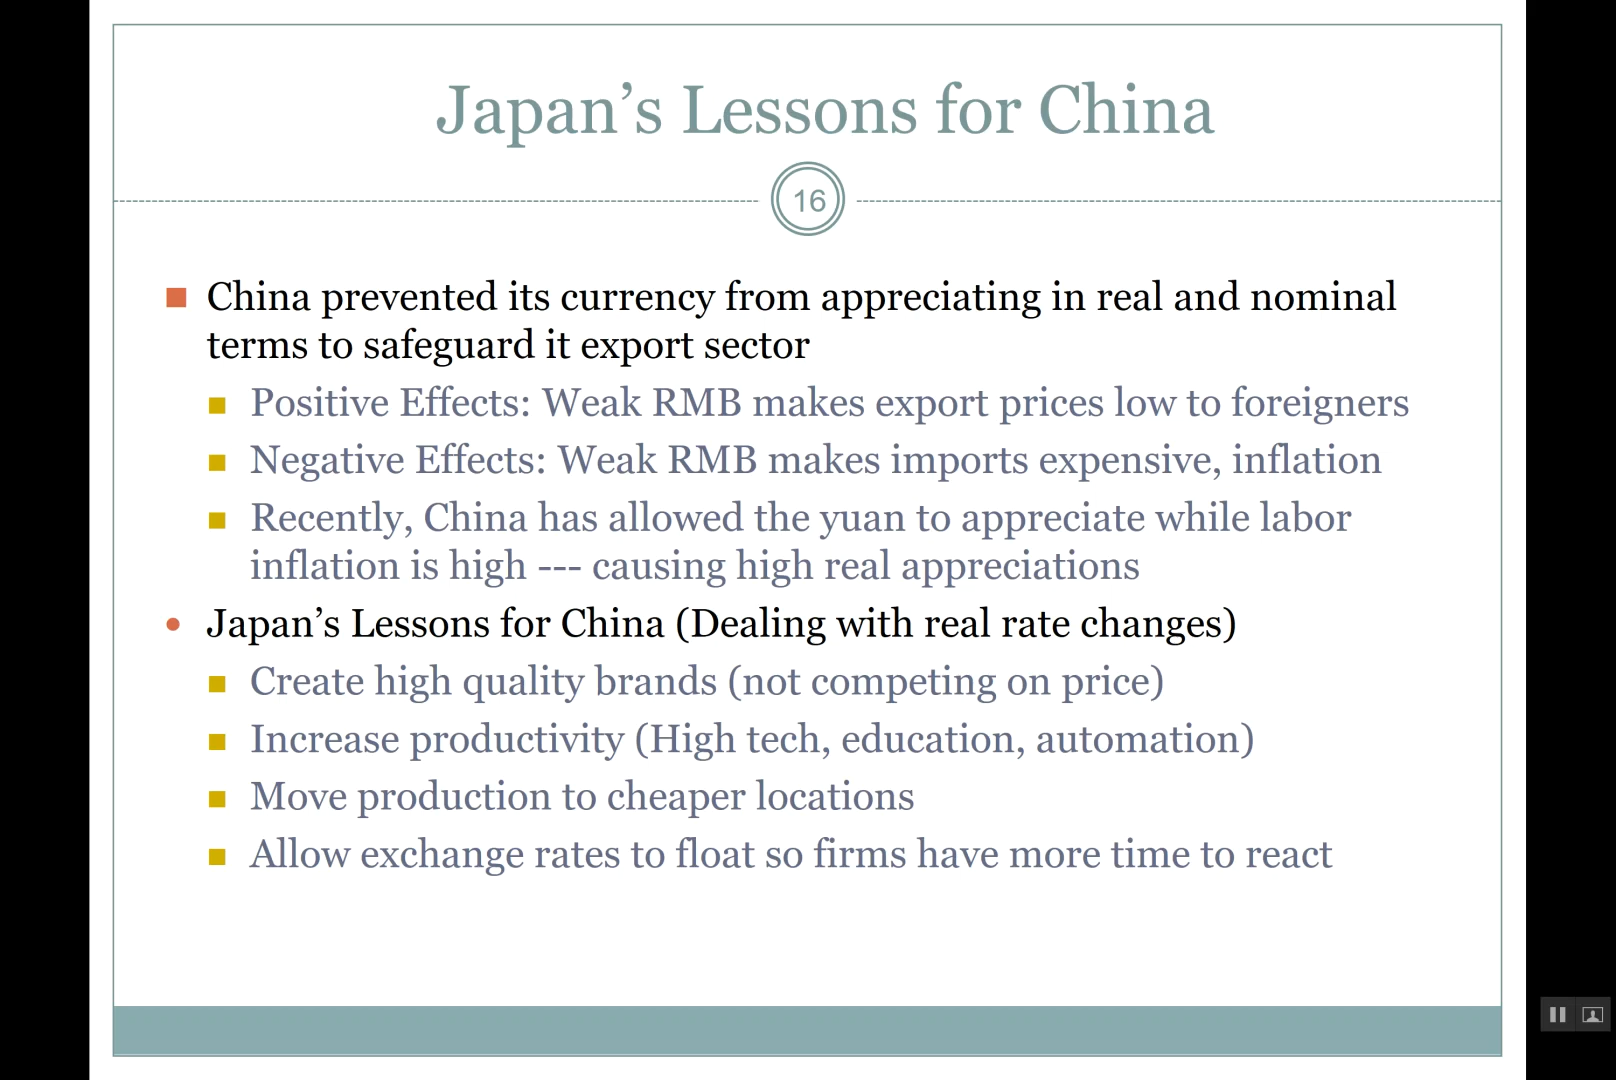 Japan’s Lessons for China
16
China prevented its currency from appreciating in real and nominal
terms to safeguard it export sector
Positive Effects: Weak RMB makes export prices low to foreigners
Negative Effects: Weak RMB makes imports expensive, inflation
Recently, China has allowed the yuan to appreciate while labor
inflation is high --- causing high real appreciations
Japan’s Lessons for China (Dealing with real rate changes)
Create high quality brands (not competing on price)
Increase productivity (High tech, education, automation)
Move production to cheaper locations
Allow exchange rates to float so firms have more time to react